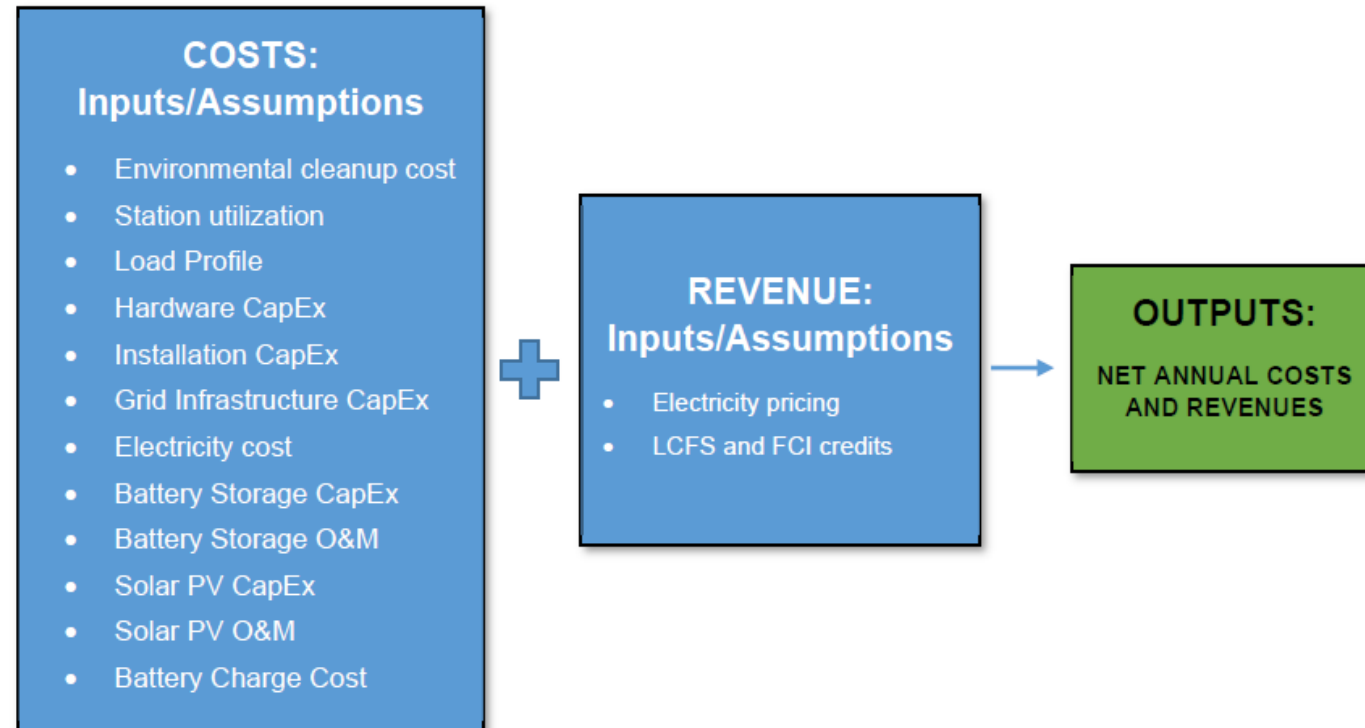 COSTS:
Inputs/Assumptions
• Environmental cleanup cost
• Station utilization
• Load Profile
• Hardware CapEx
• Installation CapEx
• Grid Infrastructure CapEx
• Electricity cost
• Battery Storage CapEx
• Battery Storage O&M
• Solar PV CapEx
• Solar PV O&M
• Battery Charge Cost
REVENUE:
Inputs/Assumptions
• Electricity pricing
• LCFS and FCI credits
OUTPUTS:
NET ANNUAL COSTS
AND REVENUES